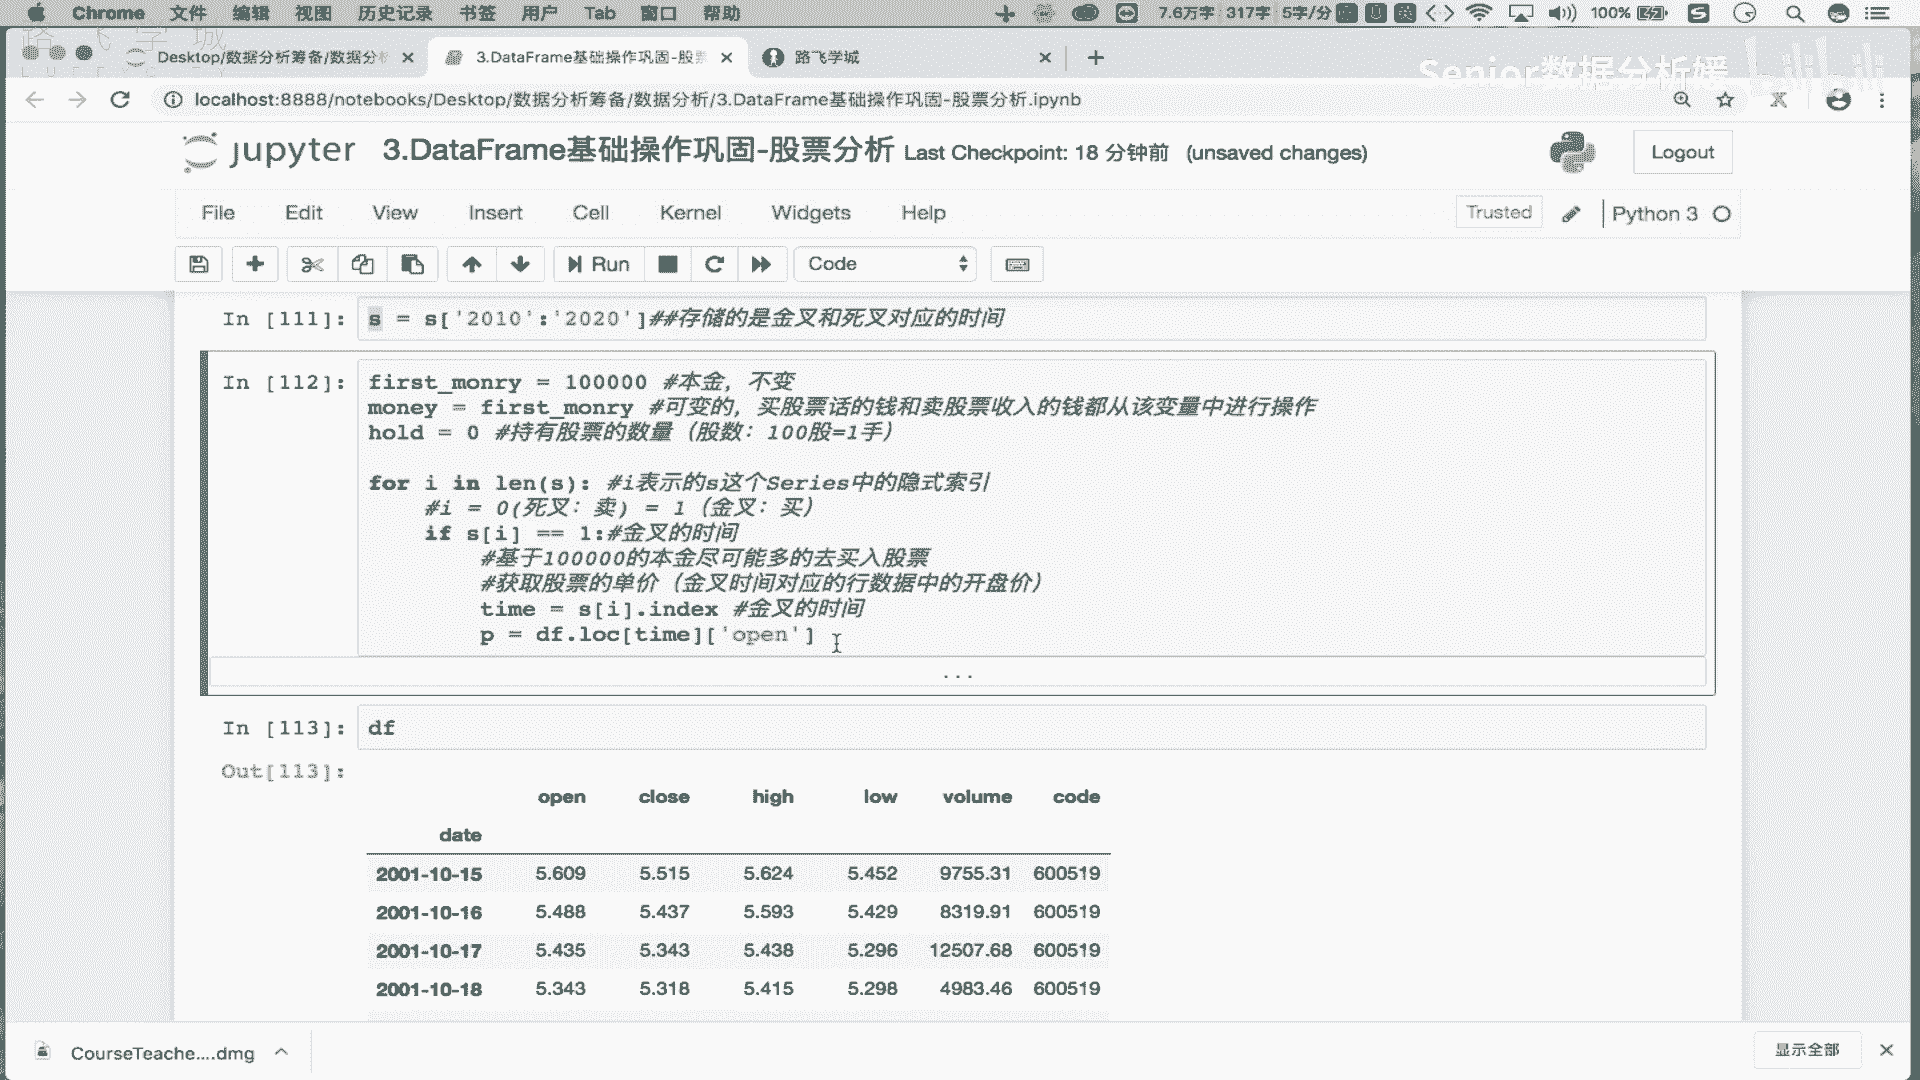 Chrome 文件 编辑 视图 历史记录 书签 用户 Tab 窗口 帮助 7.6万字 317字 5字/分 100%
Desktop/数据分析筹备/数据分析 3.DataFrame基础操作巩固-股票 路飞学城
Senior数据分析媛 bilibili
localhost:8888/notebooks/Desktop/数据分析筹备/数据分析/3.DataFrame基础操作巩固-股票分析.ipynb
jupyter 3.DataFrame基础操作巩固-股票分析 Last Checkpoint: 18 分钟前 (unsaved changes) Logout
File Edit View Insert Cell Kernel Widgets Help Trusted Python 3
Run Code
In [111]: s = s['2010':'2020']##存储的是金叉和死叉对应的时间
In [112]: first_monry = 100000 #本金，不变
money = first_monry #可变的，买股票话的钱和卖股票收入的钱都从该变量中进行操作
hold = 0 #持有股票的数量（股数：100股=1手）
for i in len(s): #i表示的s这个Series中的隐式索引
#i = 0(死叉：卖) = 1（金叉：买）
if s[i] == 1:#金叉的时间
#基于100000的本金尽可能多的去买入股票
#获取股票的单价（金叉时间对应的行数据中的开盘价）
time = s[i].index #金叉的时间
p = df.loc[time]['open']
...
In [113]: df
Out[113]:
open close high low volume code
date
2001-10-15 5.609 5.515 5.624 5.452 9755.31 600519
2001-10-16 5.488 5.437 5.593 5.429 8319.91 600519
2001-10-17 5.435 5.343 5.438 5.296 12507.68 600519
2001-10-18 5.343 5.318 5.415 5.298 4983.46 600519
CourseTeache....dmg 显示全部